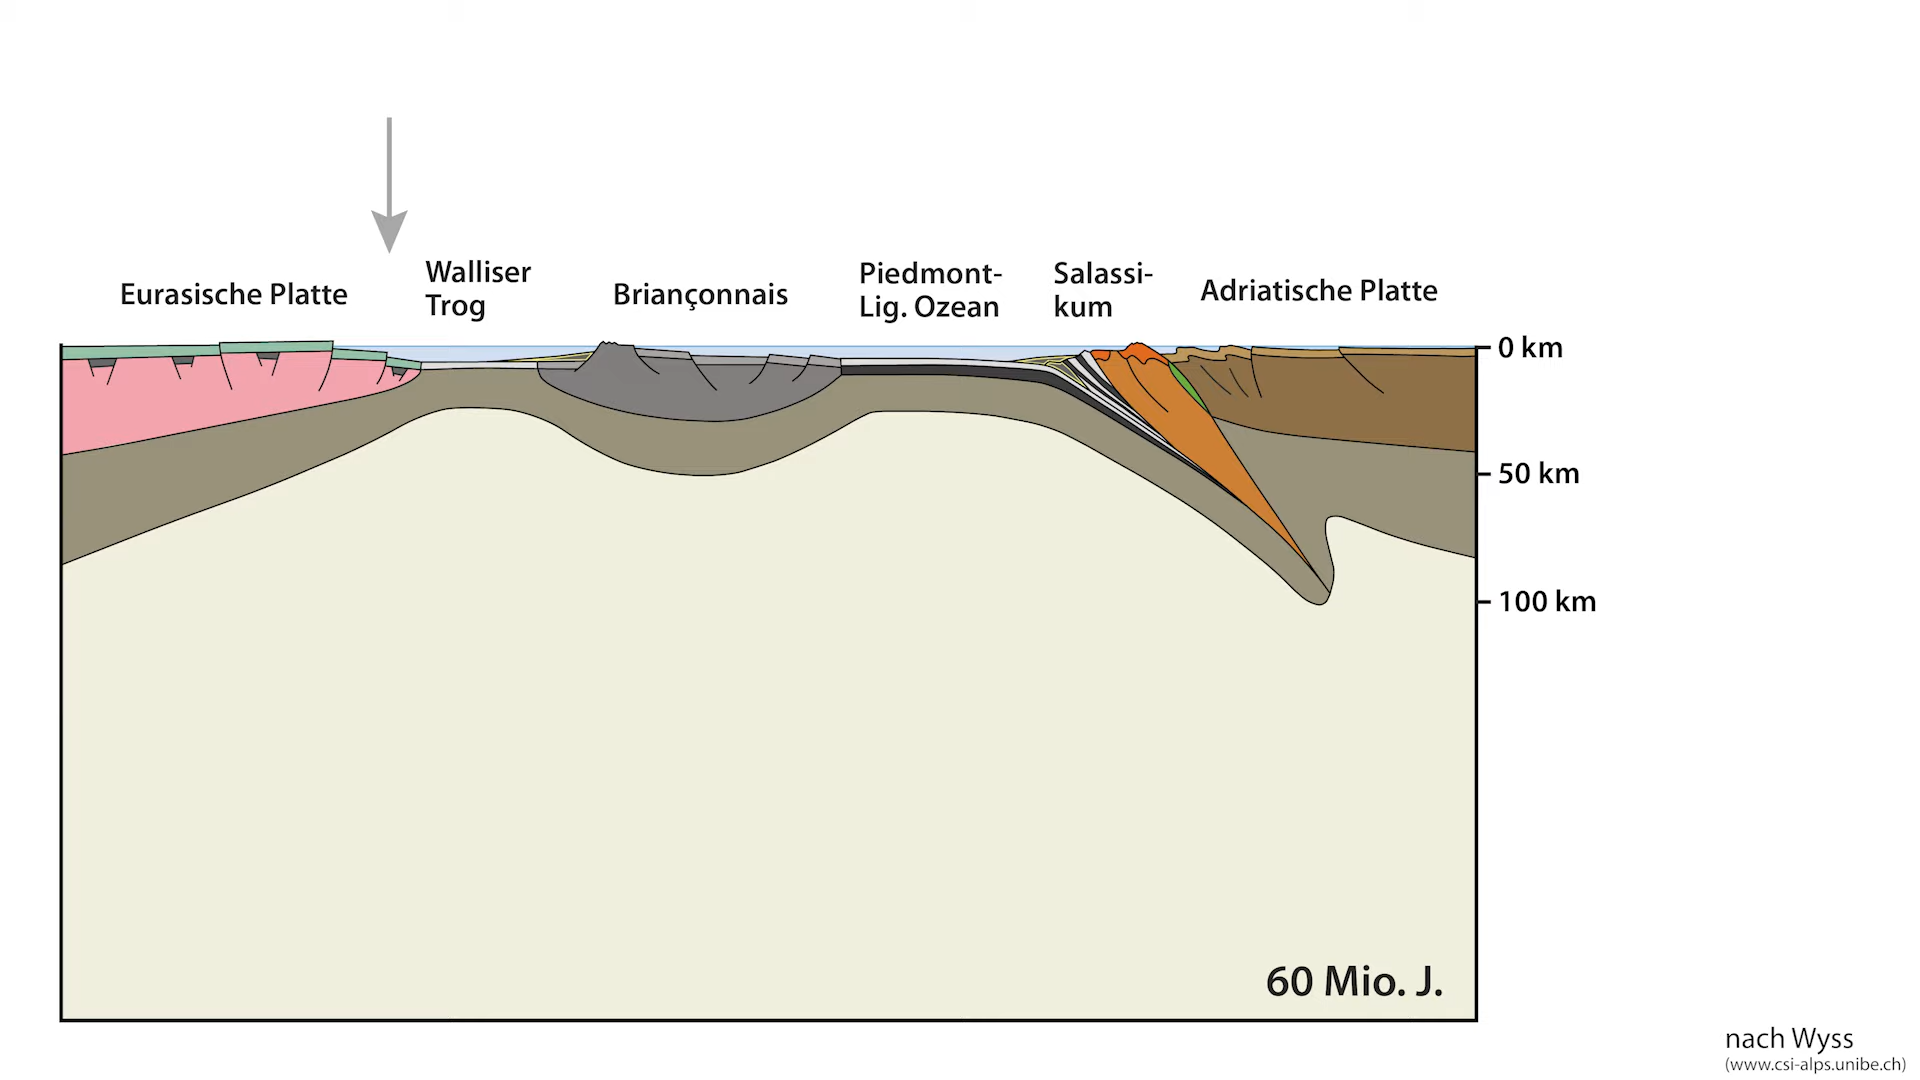 Eurasische Platte
Walliser
Trog
Briançonnais
Piedmont-
Lig. Ozean
Salassi-
kum
Adriatische Platte
0 km
50 km
100 km
60 Mio. J.
nach Wyss
(www.csi-alps.unibe.ch)